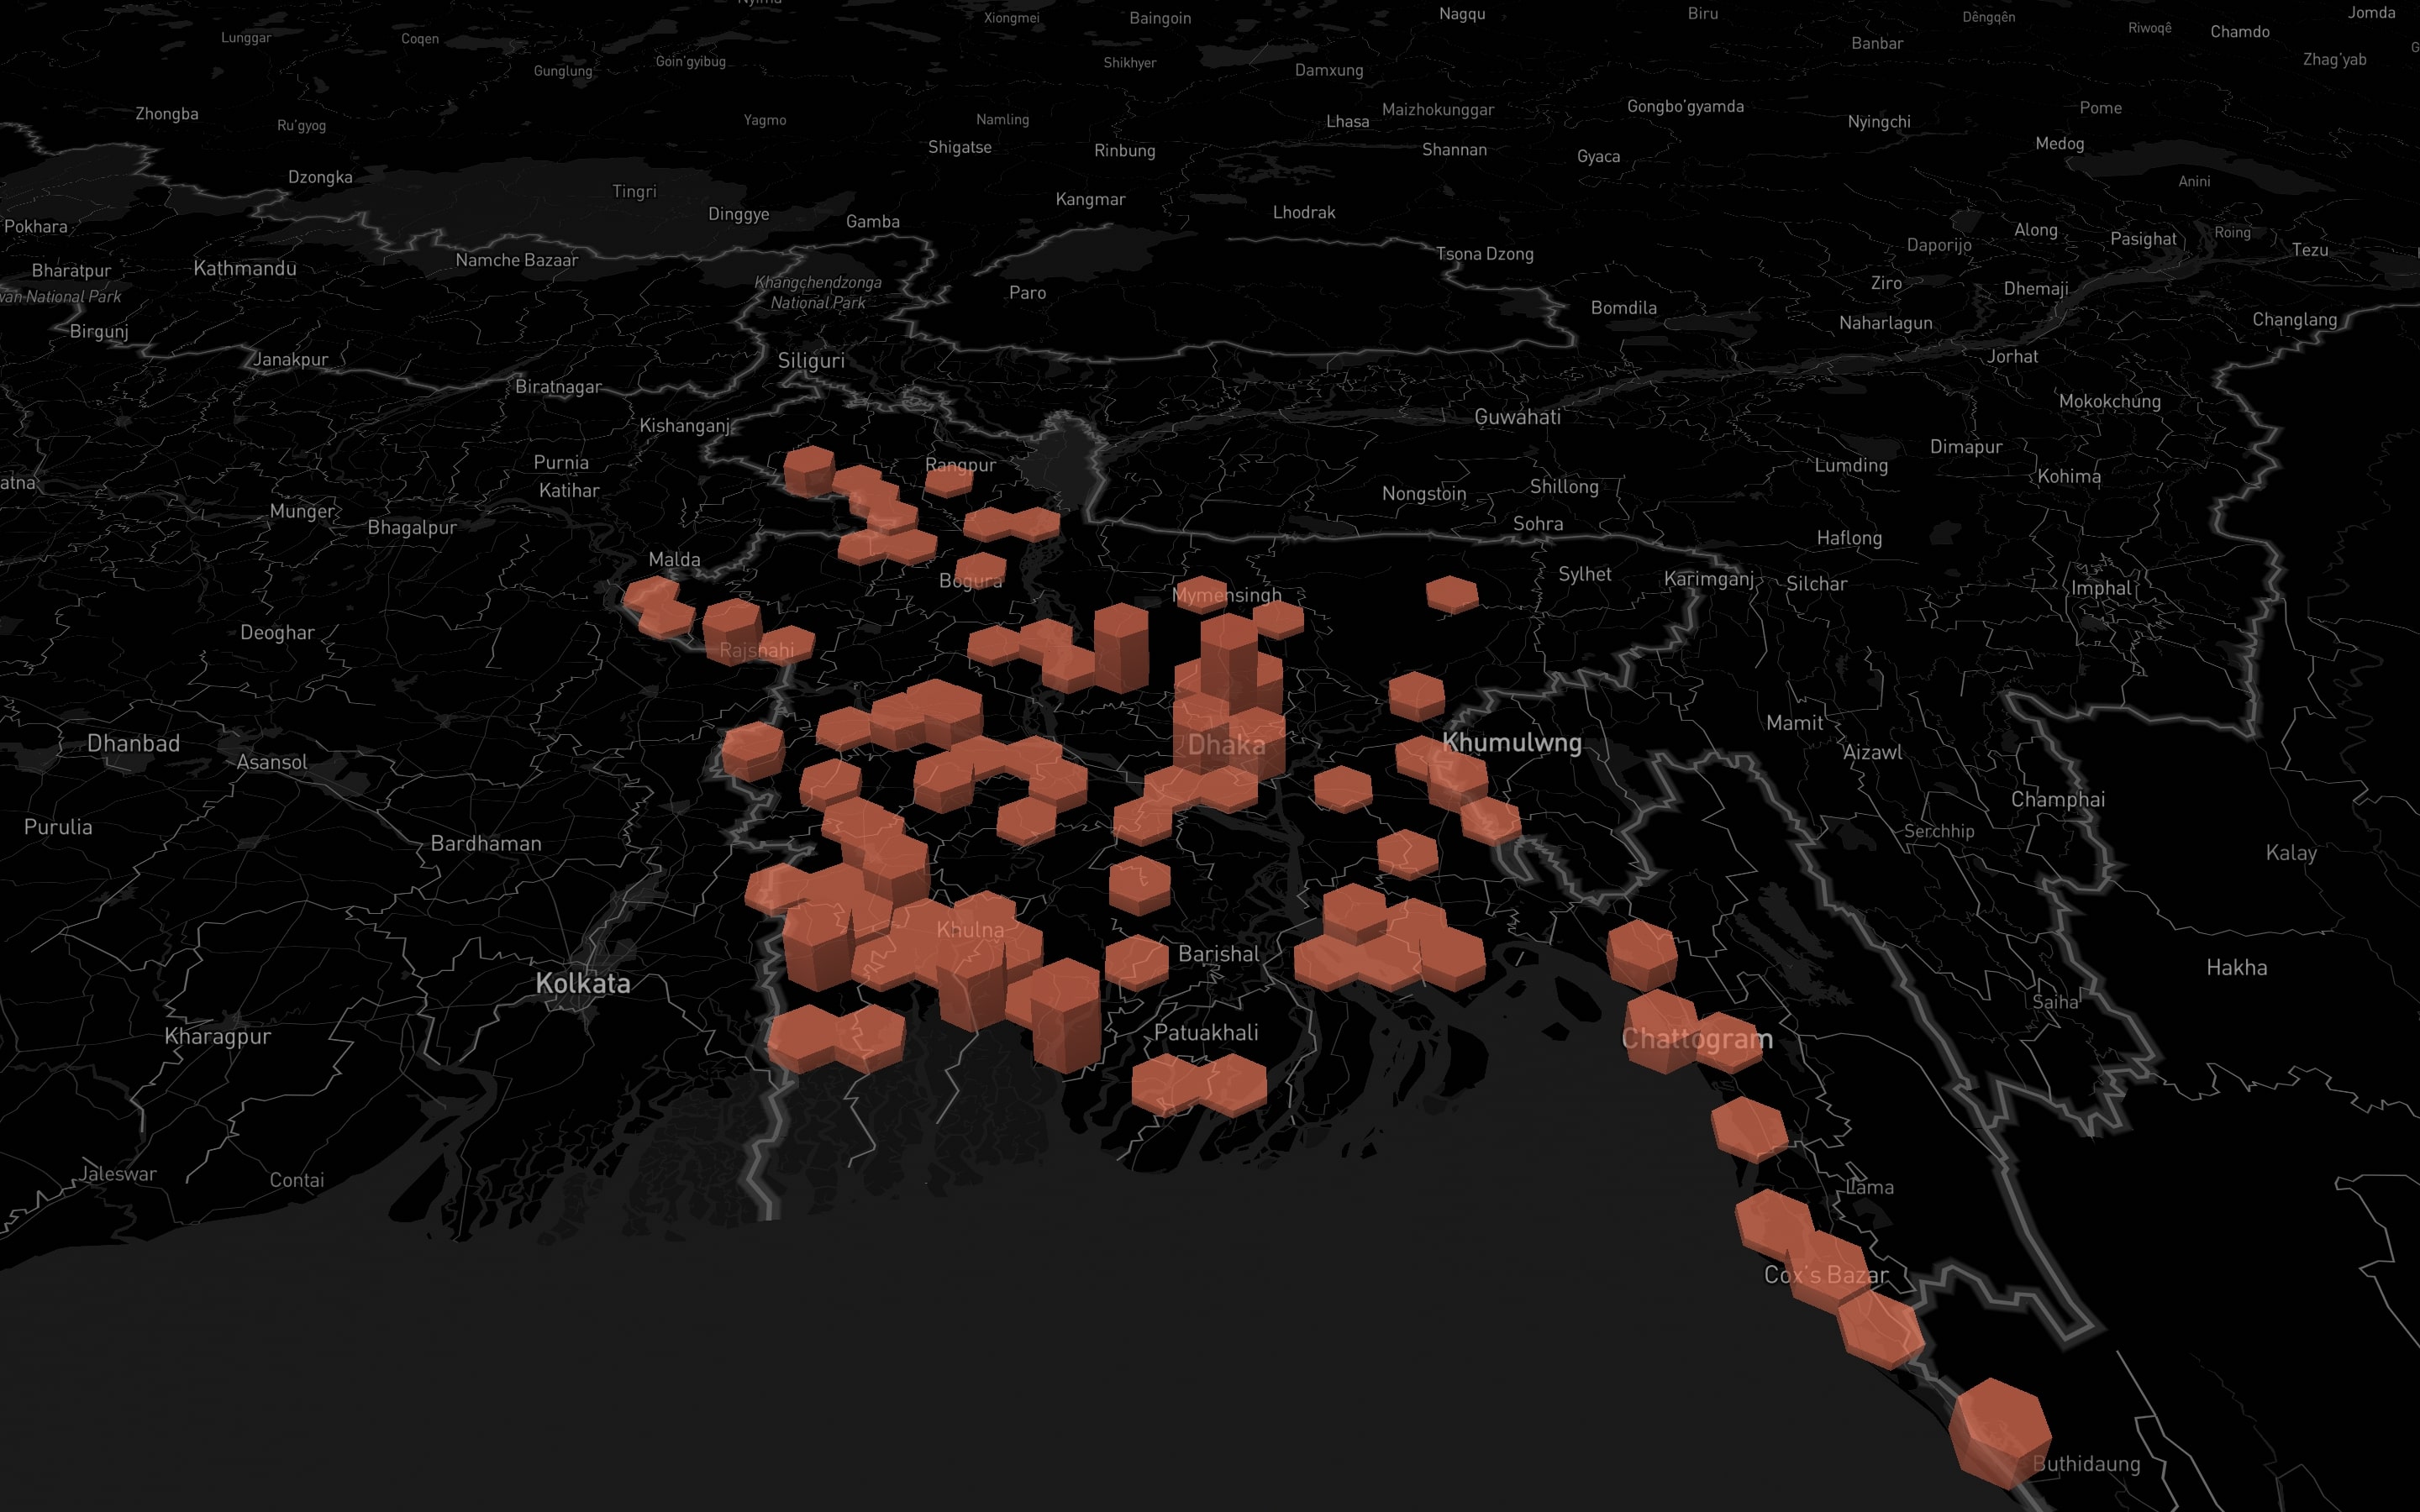 Xiongmei
Baingoin
Nagqu
Biru
Dêngqên
Riwoqê
Jomda
Chamdo
Lunggar
Coqen
Banbar
Zhag'yab
Gunglung
Goin'gyibug
Shikhyer
Damxung
Zhongba
Ru'gyog
Yagmo
Namling
Lhasa
Maizhokunggar
Gongbo'gyamda
Nyingchi
Pome
Shigatse
Rinbung
Shannan
Gyaca
Medog
Dzongka
Tingri
Kangmar
Anini
Pokhara
Dinggye
Gamba
Lhodrak
Along
Pasighat
Roing
Tezu
Daporijo
Bharatpur
Kathmandu
Namche Bazaar
Tsona Dzong
van National Park
Khangchendzonga
National Park
Paro
Ziro
Dhemaji
Bomdila
Birgunj
Naharlagun
Changlang
Janakpur
Siliguri
Jorhat
Biratnagar
Mokokchung
Kishanganj
Guwahati
Purnia
Rangpur
Lumding
Dimapur
atna
Katihar
Nongstoin
Shillong
Kohima
Munger
Bhagalpur
Sohra
Haflong
Malda
Bogura
Mymensingh
Sylhet
Karimganj
Silchar
Imphal
Deoghar
Rajshahi
Dhanbad
Asansol
Dhaka
Khumulwng
Mamit
Aizawl
Champhai
Purulia
Bardhaman
Serchhip
Kalay
Khulna
Kolkata
Barishal
Hakha
Saiha
Kharagpur
Patuakhali
Chattogram
Jaleswar
Contai
Lama
Cox's Bazar
Buthidaung